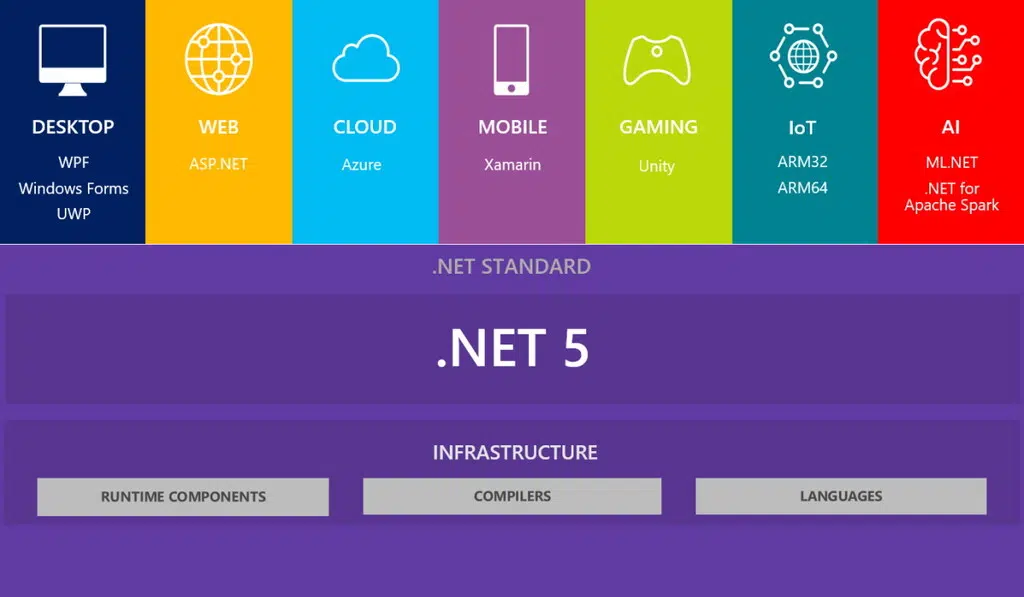 DESKTOP
WPF
Windows Forms
UWP
WEB
ASP.NET
CLOUD
Azure
MOBILE
Xamarin
GAMING
Unity
IoT
ARM32
ARM64
AI
ML.NET
.NET for
Apache Spark
.NET STANDARD
.NET 5
INFRASTRUCTURE
RUNTIME COMPONENTS
COMPILERS
LANGUAGES